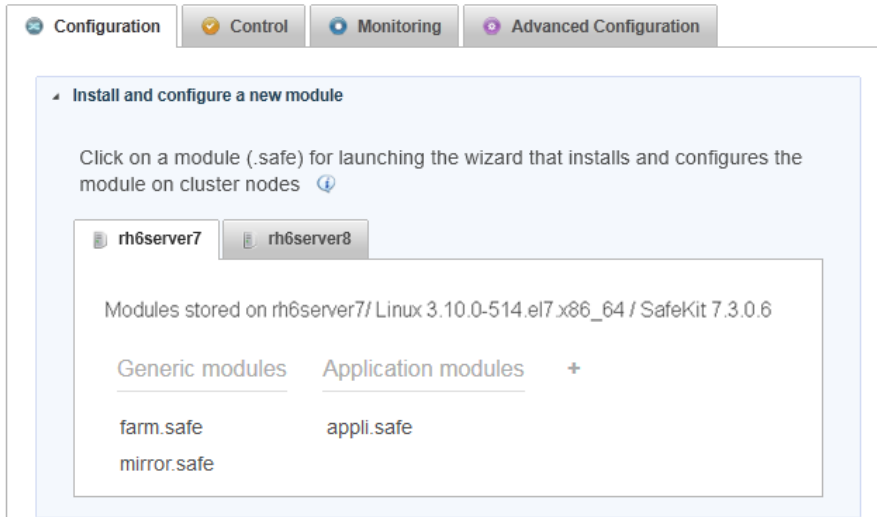 Configuration Control Monitoring Advanced Configuration
Install and configure a new module
Click on a module (.safe) for launching the wizard that installs and configures the
module on cluster nodes
rh6server7 rh6server8
Modules stored on rh6server7/ Linux 3.10.0-514.el7.x86_64 / SafeKit 7.3.0.6
Generic modules Application modules +
farm.safe appli.safe
mirror.safe